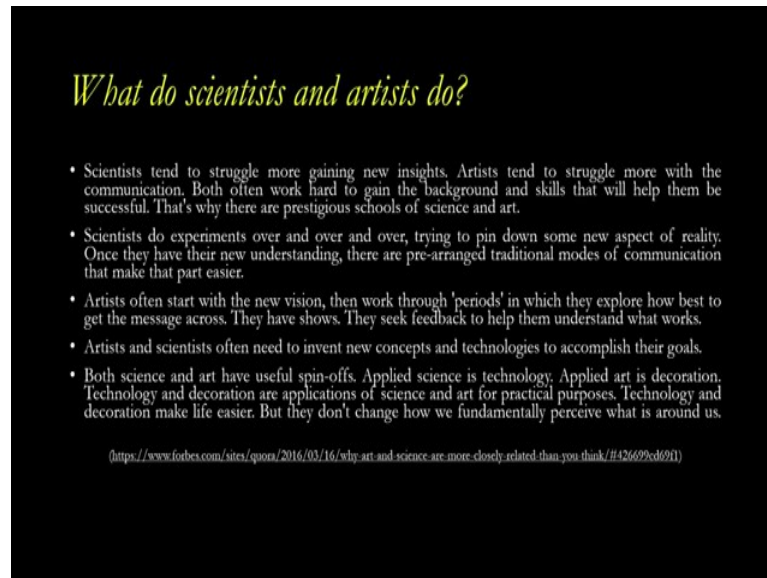 What do scientists and artists do?
• Scientists tend to struggle more gaining new insights. Artists tend to struggle more with the
communication. Both often work hard to gain the background and skills that will help them be
successful. That's why there are prestigious schools of science and art.
• Scientists do experiments over and over and over, trying to pin down some new aspect of reality.
Once they have their new understanding, there are pre-arranged traditional modes of communication
that make that part easier.
• Artists often start with the new vision, then work through 'periods' in which they explore how best to
get the message across. They have shows. They seek feedback to help them understand what works.
• Artists and scientists often need to invent new concepts and technologies to accomplish their goals.
• Both science and art have useful spin-offs. Applied science is technology. Applied art is decoration.
Technology and decoration are applications of science and art for practical purposes. Technology and
decoration make life easier. But they don't change how we fundamentally perceive what is around us.
(https://www.forbes.com/sites/quora/2016/03/16/why-art-and-science-are-more-closely-related-than-you-think/#426699cd69f1)